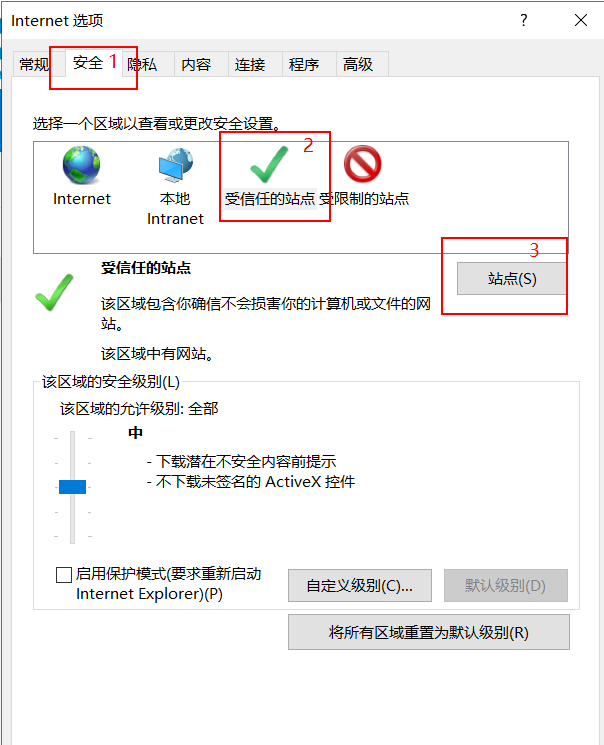 Internet 选项
?
常规 安全 1 隐私 内容 连接 程序 高级
选择一个区域以查看或更改安全设置。
2
Internet
本地
Intranet
受信任的站点
受限制的站点
受信任的站点
3
站点(S)
该区域包含你确信不会损害你的计算机或文件的网
站。
该区域中有网站。
该区域的安全级别(L)
该区域的允许级别: 全部
中
- 下载潜在不安全内容前提示
- 不下载未签名的 ActiveX 控件
启用保护模式(要求重新启动
Internet Explorer)(P)
自定义级别(C)...
默认级别(D)
将所有区域重置为默认级别(R)